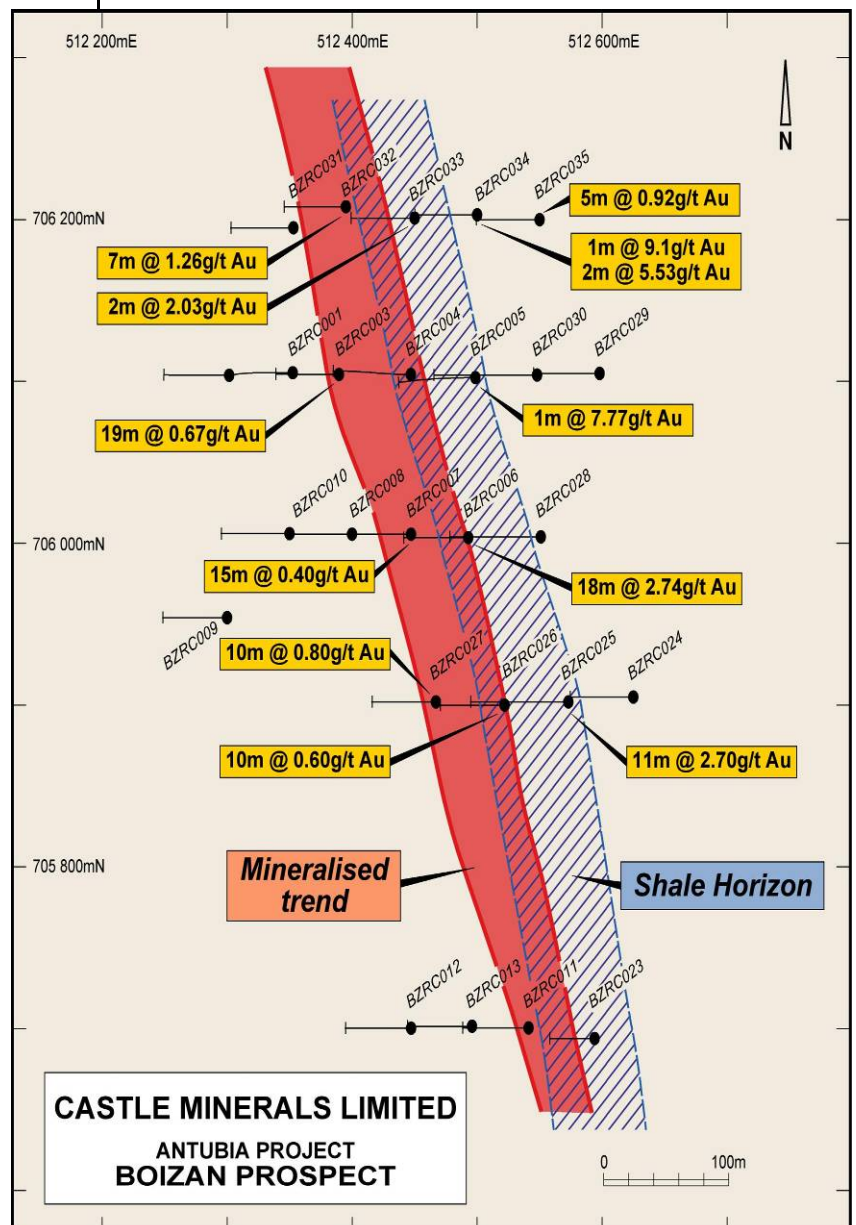 512 200mE
512 400mE
512 600mE
N
706 200mN
BZRC031
BZRC032
BZRC033
BZRC034
BZRC035
5m @ 0.92g/t Au
7m @ 1.26g/t Au
1m @ 9.1g/t Au
2m @ 5.53g/t Au
2m @ 2.03g/t Au
BZRC001
BZRC003
BZRC004
BZRC005
BZRC030
BZRC029
19m @ 0.67g/t Au
1m @ 7.77g/t Au
706 000mN
BZRC010
BZRC008
BZRC007
BZRC006
BZRC028
15m @ 0.40g/t Au
18m @ 2.74g/t Au
BZRC009
10m @ 0.80g/t Au
BZRC027
BZRC026
BZRC025
BZRC024
10m @ 0.60g/t Au
11m @ 2.70g/t Au
705 800mN
Mineralised
trend
Shale Horizon
BZRC012
BZRC013
BZRC011
BZRC023
CASTLE MINERALS LIMITED
ANTUBIA PROJECT
BOIZAN PROSPECT
0
100m